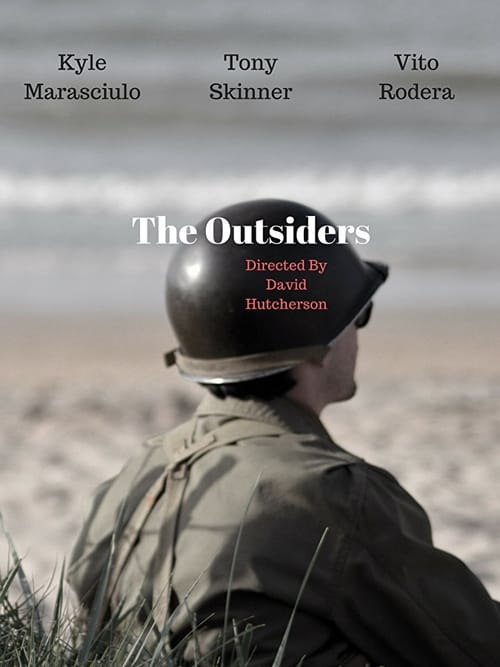 Kyle
Marasciulo
Tony
Skinner
Vito
Rodera
The Outsiders
Directed By
David
Hutcherson